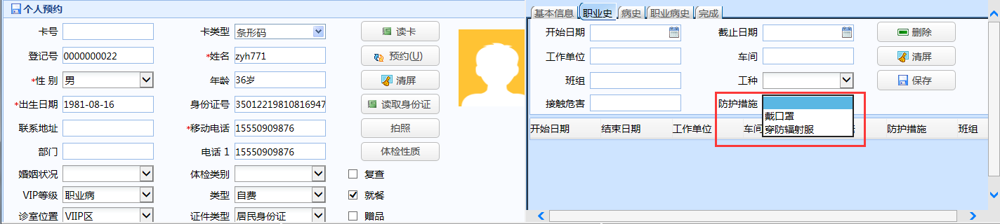 个人预约
卡号 卡类型 条形码 读卡
登记号 0000000022 *姓名 zyh771 预约(U)
*性 别 男 年龄 36岁 清屏
*出生日期 1981-08-16 身份证号 35012219810816947 读取身份证
联系地址 *移动电话 15550909876 拍照
部门 电话 1 15550909876 体检性质
婚姻状况 体检类别 复查
VIP等级 职业病 类型 自费 就餐
诊室位置 VIIP区 证件类型 居民身份证 赠品
基本信息 职业史 病史 职业病史 完成
开始日期 截止日期 删除
工作单位 车间 清屏
班组 工种 保存
接触危害 防护措施
戴口罩
穿防辐射服
开始日期 结束日期 工作单位 车间 防护措施 班组